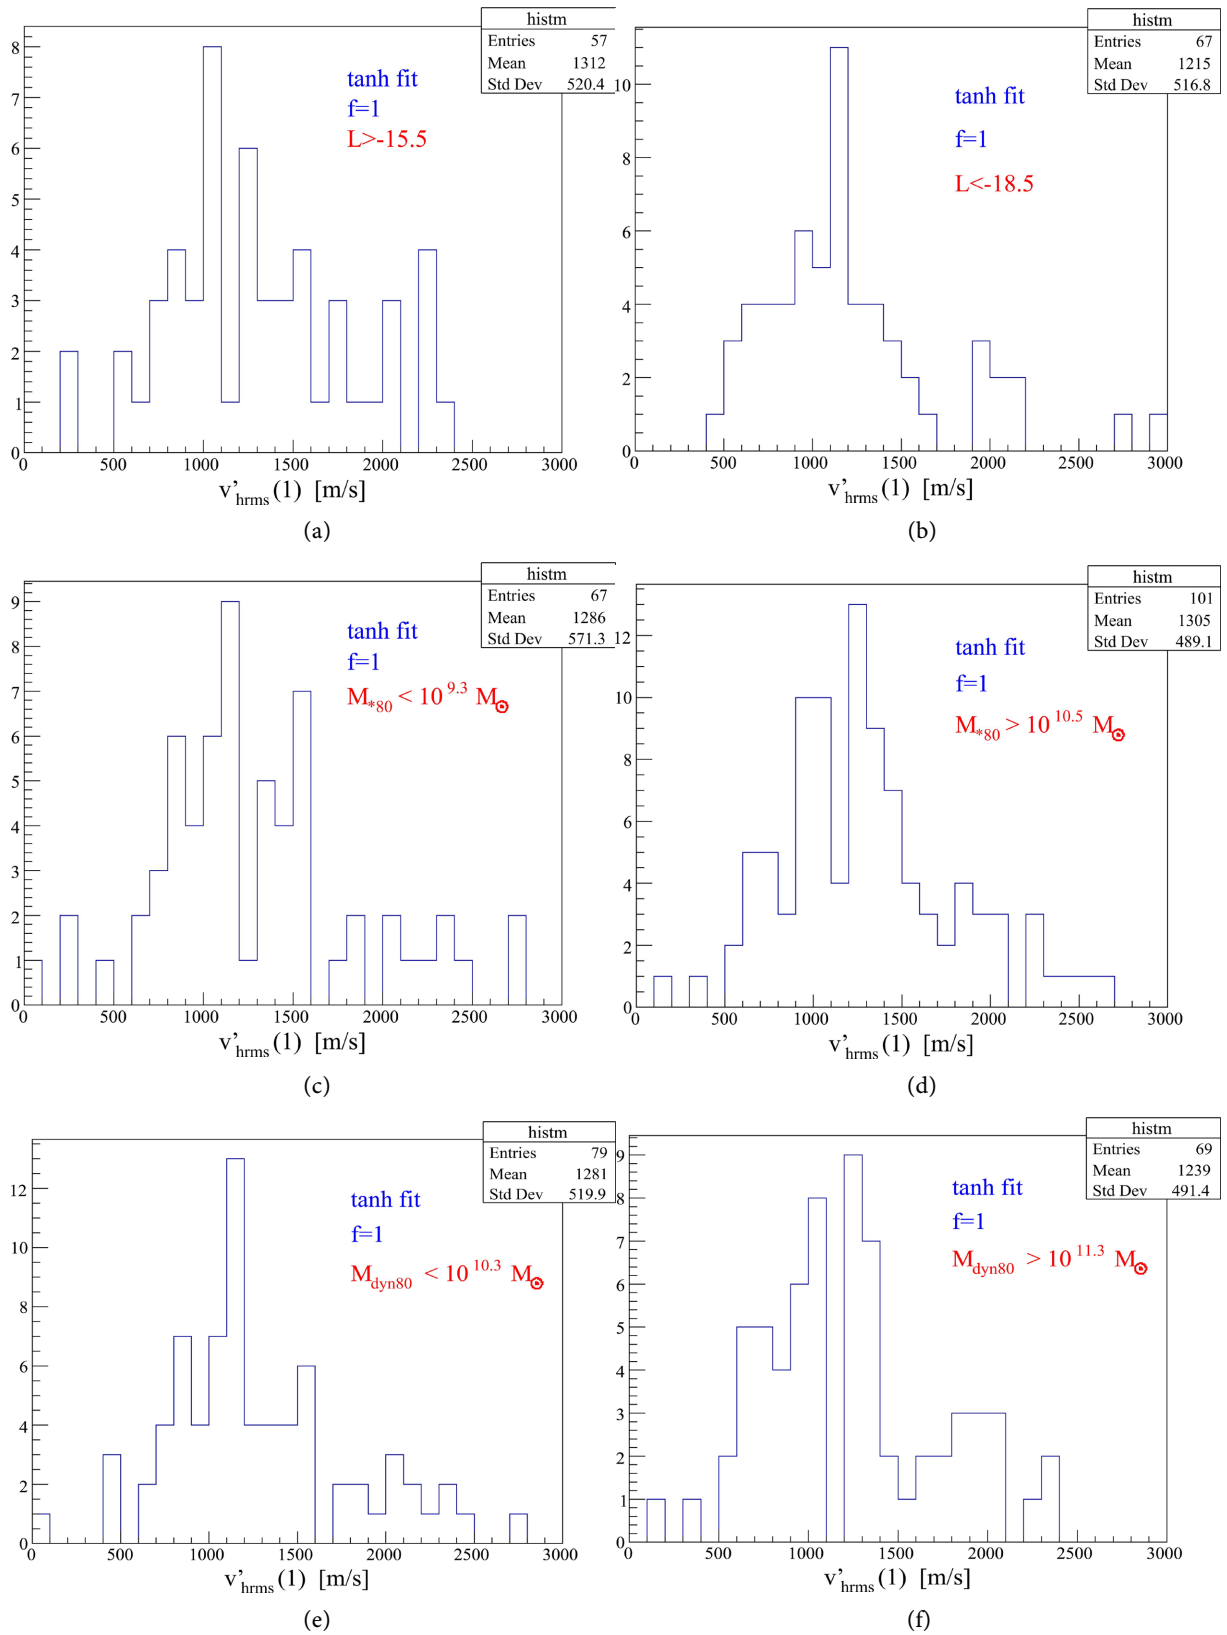 histm
Entries 57
Mean 1312
Std Dev 520.4
tanh fit
f=1
L>-15.5
8
7
6
5
4
3
2
1
0
0 500 1000 1500 2000 2500 3000
v’hrms(1) [m/s]
(a)
histm
Entries 67
Mean 1215
Std Dev 516.8
tanh fit
f=1
L<-18.5
10
8
6
4
2
0
0 500 1000 1500 2000 2500 3000
v’hrms(1) [m/s]
(b)
histm
Entries 67
Mean 1286
Std Dev 571.3
tanh fit
f=1
M*80 < 10^9.3 M⊙
9
8
7
6
5
4
3
2
1
0
0 500 1000 1500 2000 2500 3000
v’hrms(1) [m/s]
(c)
histm
Entries 101
Mean 1305
Std Dev 489.1
tanh fit
f=1
M*80 > 10^10.5 M⊙
12
10
8
6
4
2
0
0 500 1000 1500 2000 2500 3000
v’hrms(1) [m/s]
(d)
histm
Entries 79
Mean 1281
Std Dev 519.9
tanh fit
f=1
Mdyn80 < 10^10.3 M⊙
12
10
8
6
4
2
0
0 500 1000 1500 2000 2500 3000
v’hrms(1) [m/s]
(e)
histm
Entries 69
Mean 1239
Std Dev 491.4
tanh fit
f=1
Mdyn80 > 10^11.3 M⊙
9
8
7
6
5
4
3
2
1
0
0 500 1000 1500 2000 2500 3000
v’hrms(1) [m/s]
(f)